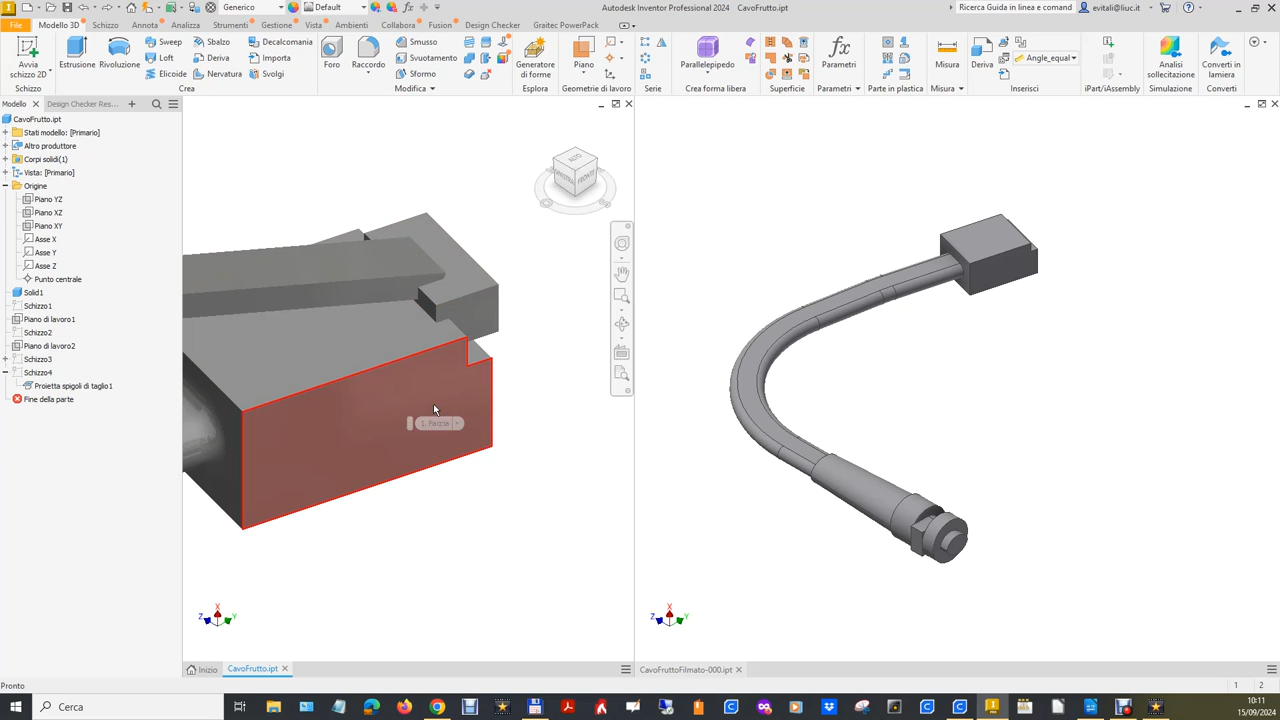 Generico
Default
Autodesk Inventor Professional 2024 CavoFrutto.ipt
Ricerca Guida in linea e comand
evitali@liuc.it
File
Modello 3D
Schizzo
Annota
Analizza
Strumenti
Gestione
Vista
Ambienti
Collabora
Fusion
Design Checker
Graitec PowerPack
Avvia
schizzo 2D
Schizzo
Estrusione
Rivoluzione
Sweep
Loft
Elicoide
Sbalzo
Deriva
Nervatura
Decalcomania
Importa
Svolgi
Crea
Foro
Raccordo
Smusso
Svuotamento
Sformo
Modifica
Generatore
di forme
Esplora
Piano
Geometrie di lavoro
Serie
Parallelepipedo
Crea forma libera
Superficie
Parametri
Parametri
Parte in plastica
Misura
Misura
Deriva
Angle_equal
Inserisci
iPart/iAssembly
Analisi
sollecitazione
Simulazione
Converti in
lamiera
Converti
Modello
Design Checker Res...
CavoFrutto.ipt
Stati modello: [Primario]
Altro produttore
Corpi solidi(1)
Vista: [Primario]
Origine
Piano YZ
Piano XZ
Piano XY
Asse X
Asse Y
Asse Z
Punto centrale
Solid1
Schizzo1
Piano di lavoro1
Schizzo2
Piano di lavoro2
Schizzo3
Schizzo4
Proietta spigoli di taglio1
Fine della parte
ALTO
SINISTRA
FRONTE
1. Faccia
X
Z
Y
X
Z
Y
Inizio
CavoFrutto.ipt
CavoFruttoFilmato-000.ipt
Pronto
1
2
Cerca
10:11
15/09/2024